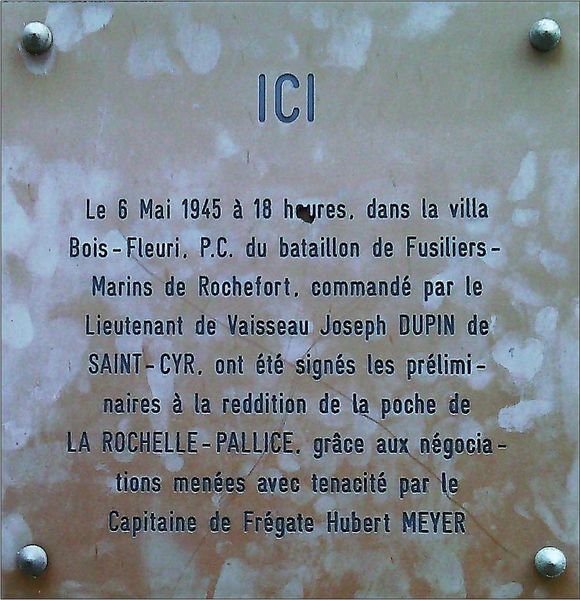 ICI
Le 6 Mai 1945 à 18 heures, dans la villa
Bois-Fleuri, P.C. du bataillon de Fusiliers-
Marins de Rochefort, commandé par le
Lieutenant de Vaisseau Joseph DUPIN de
SAINT-CYR, ont été signés les prélimi-
naires à la reddition de la poche de
LA ROCHELLE-PALLICE, grâce aux négocia-
tions menées avec tenacité par le
Capitaine de Frégate Hubert MEYER